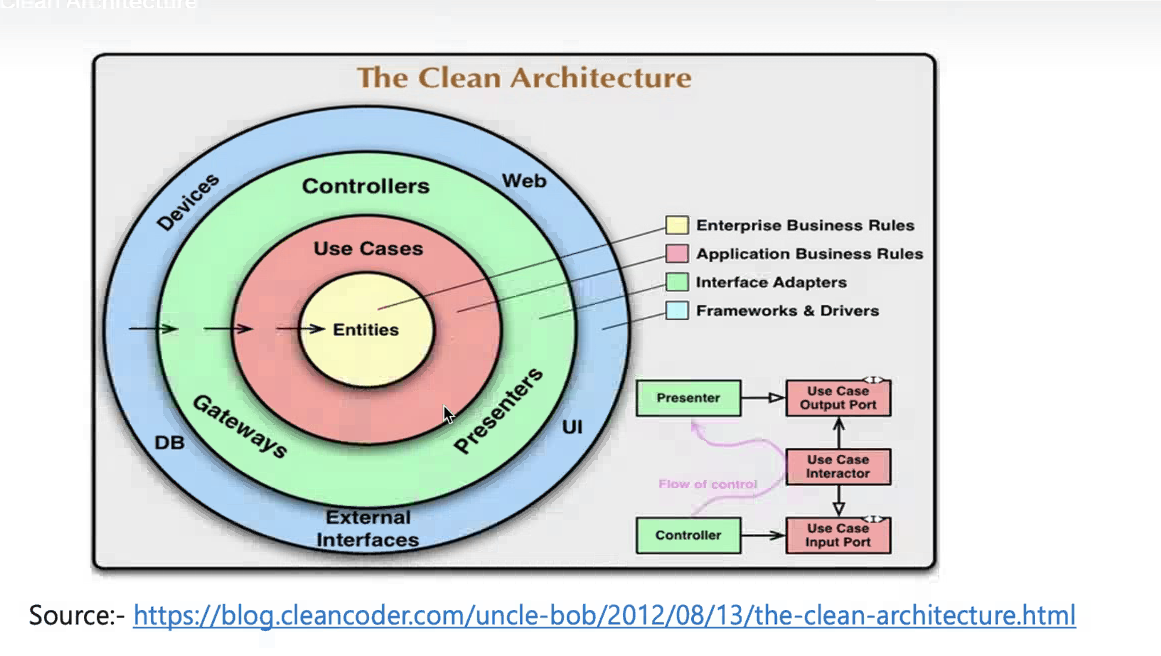 Clean Architecture
The Clean Architecture
Devices
Web
Controllers
Use Cases
Entities
Gateways
Presenters
DB
UI
External
Interfaces
Enterprise Business Rules
Application Business Rules
Interface Adapters
Frameworks & Drivers
Presenter
<I>
Use Case
Output Port
Use Case
Interactor
Flow of control
Controller
<I>
Use Case
Input Port
Source:- https://blog.cleancoder.com/uncle-bob/2012/08/13/the-clean-architecture.html